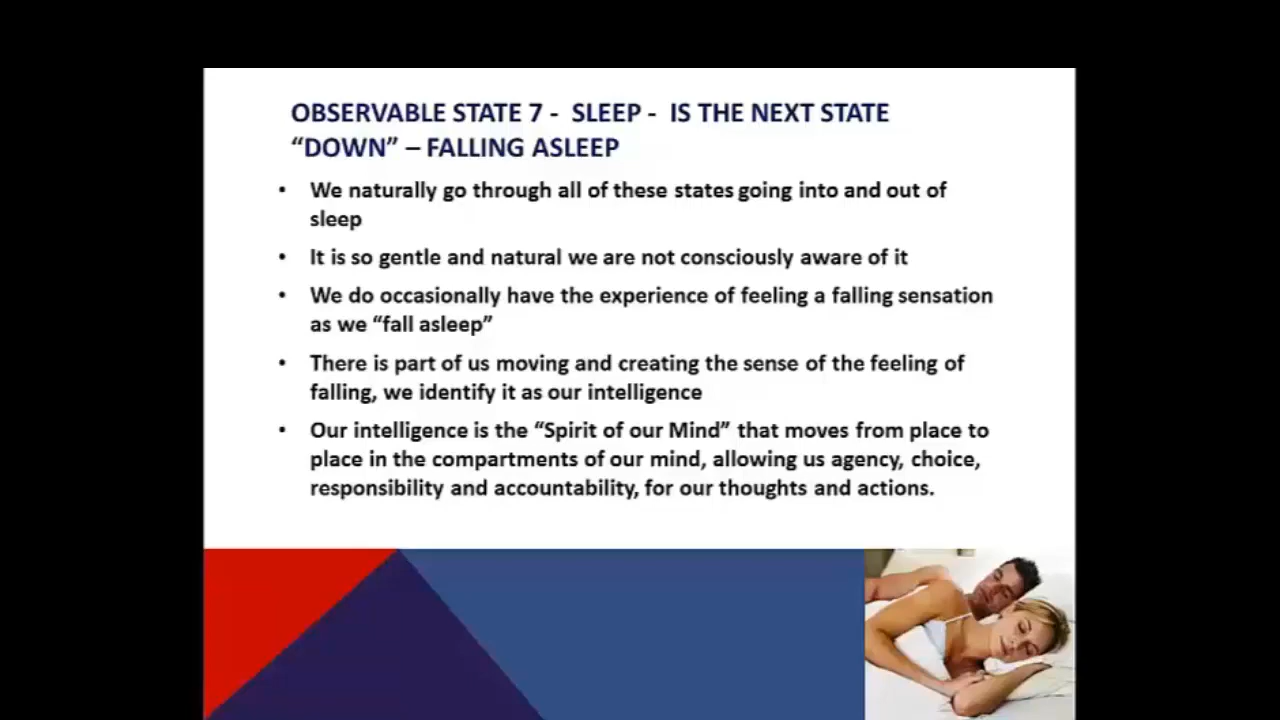 OBSERVABLE STATE 7 -  SLEEP -  IS THE NEXT STATE
“DOWN” – FALLING ASLEEP
• We naturally go through all of these states going into and out of
sleep
• It is so gentle and natural we are not consciously aware of it
• We do occasionally have the experience of feeling a falling sensation
as we “fall asleep”
• There is part of us moving and creating the sense of the feeling of
falling, we identify it as our intelligence
• Our intelligence is the “Spirit of our Mind” that moves from place to
place in the compartments of our mind, allowing us agency, choice,
responsibility and accountability, for our thoughts and actions.